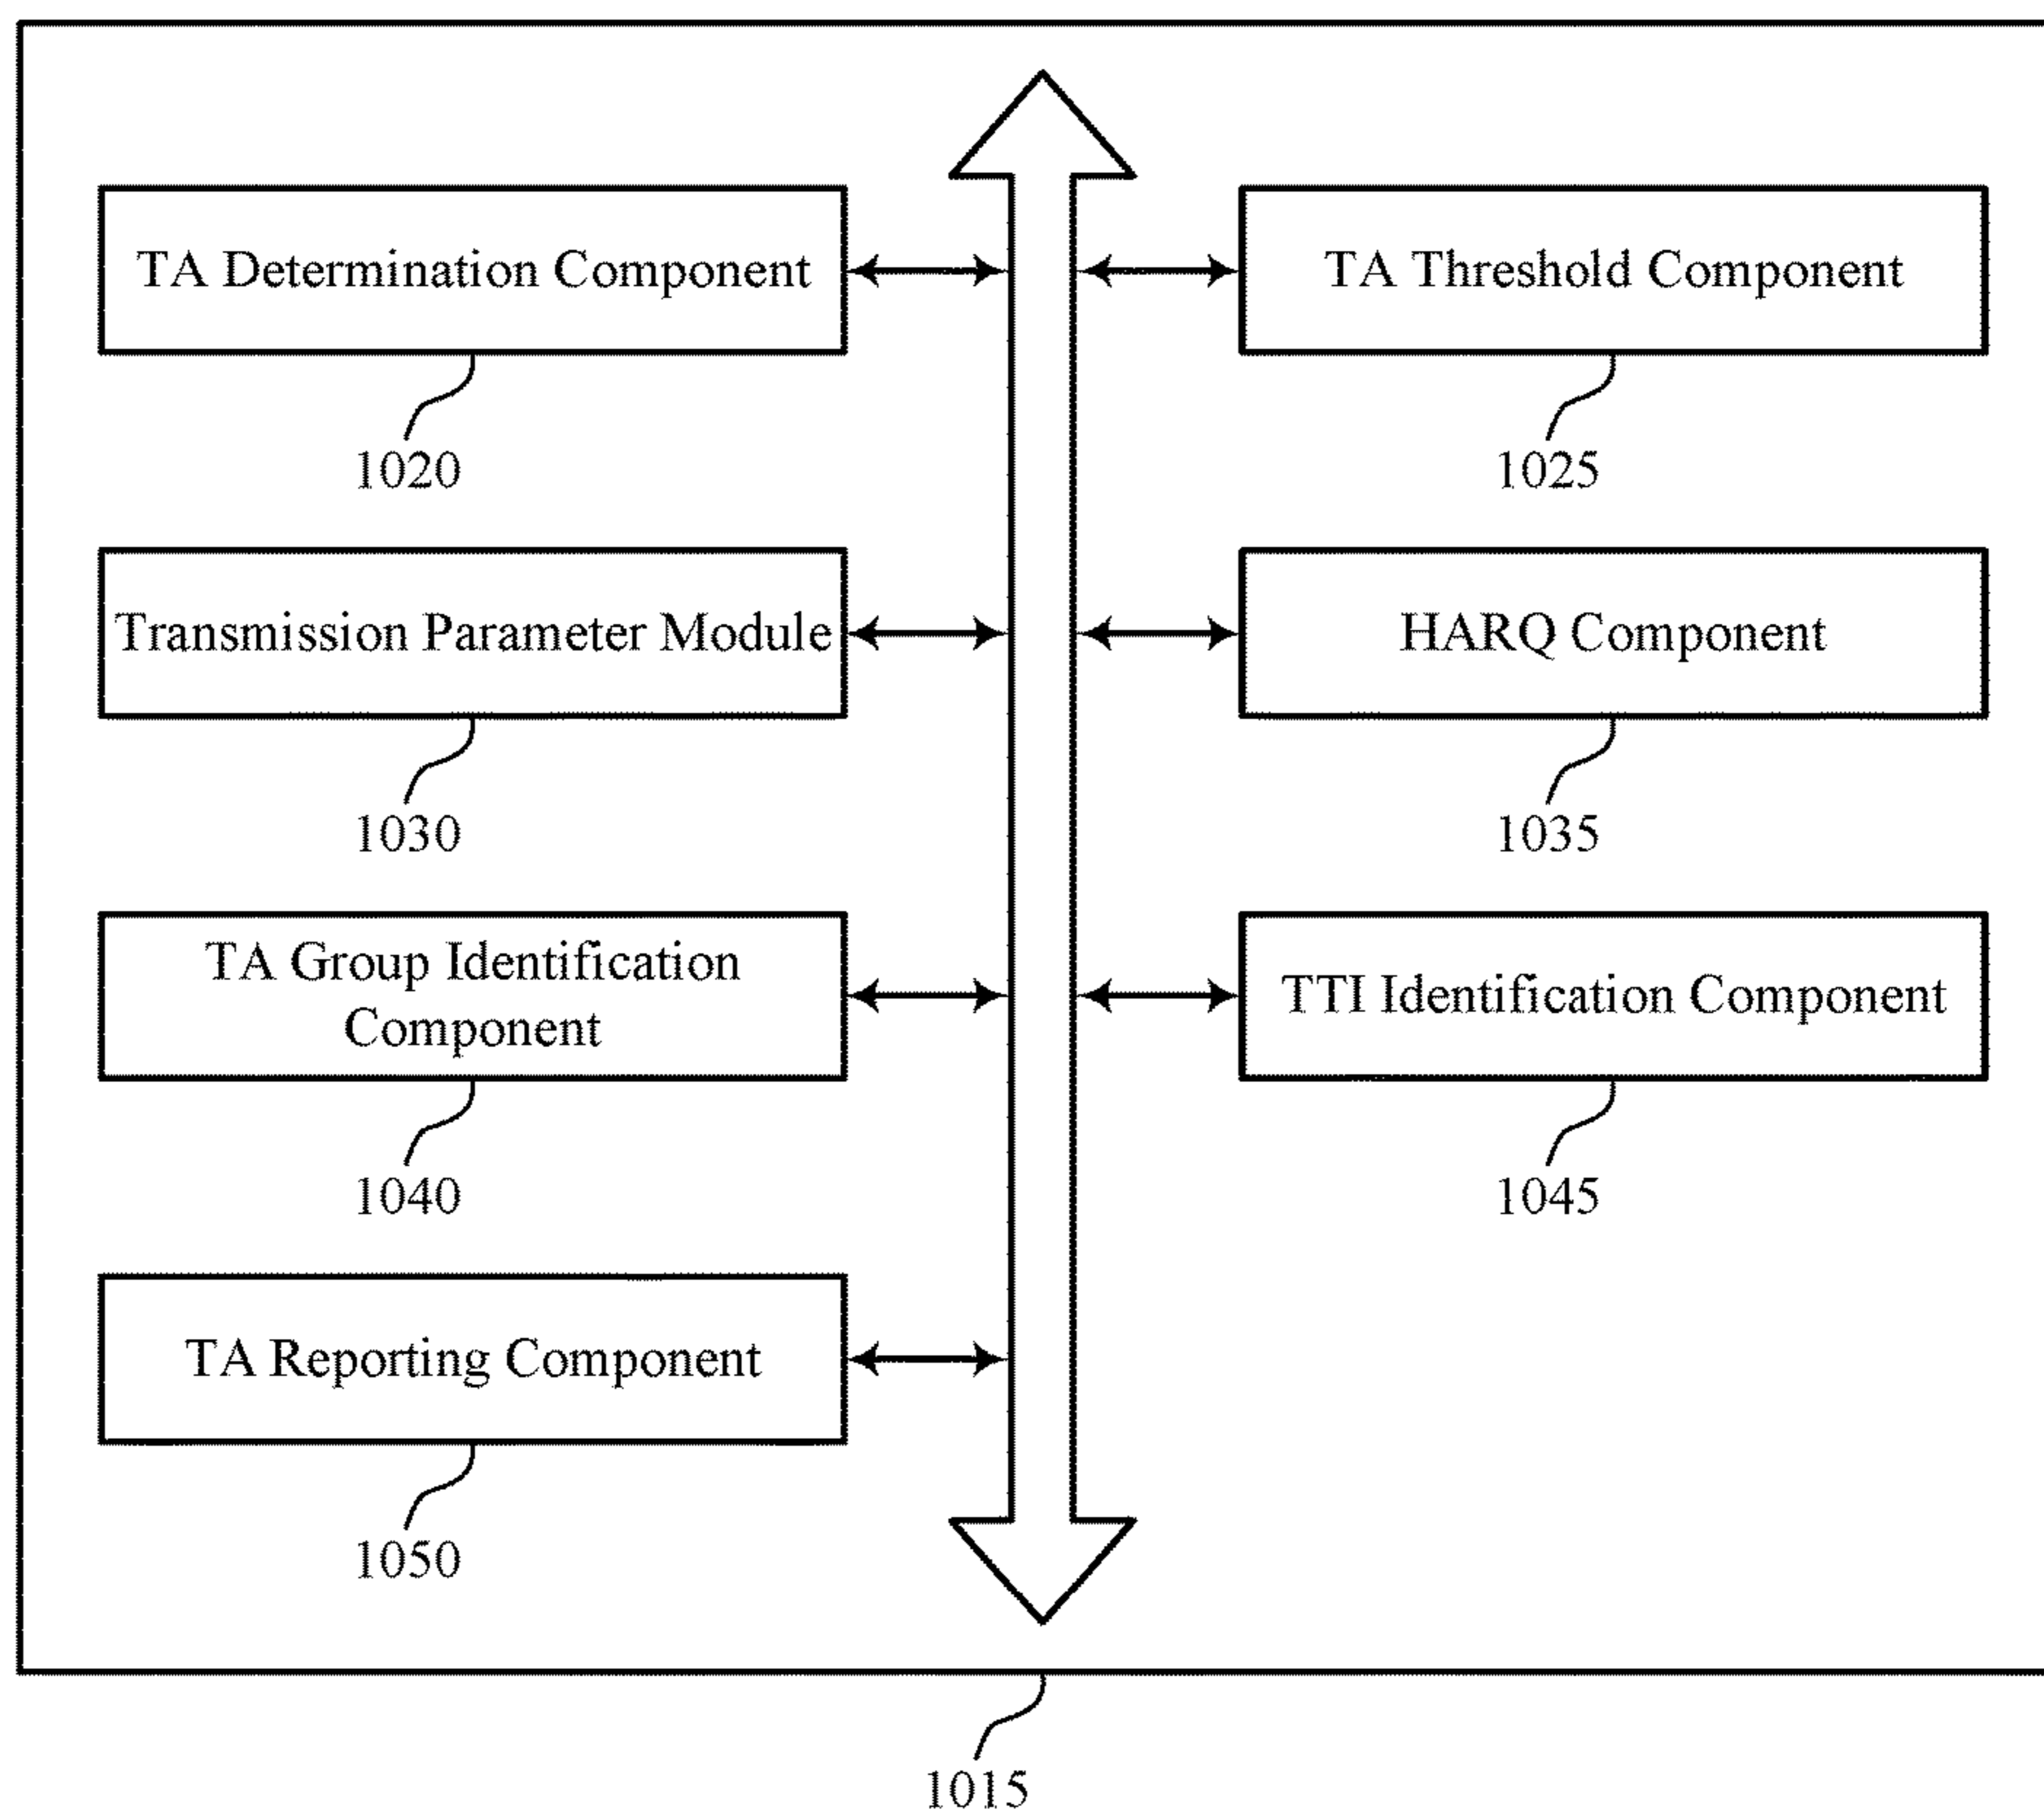 TA Determination Component
TA Threshold Component
1020
1025
Transmission Parameter Module
HARQ Component
1030
1035
TA Group Identification
Component
TTI Identification Component
1040
1045
TA Reporting Component
1050
1015